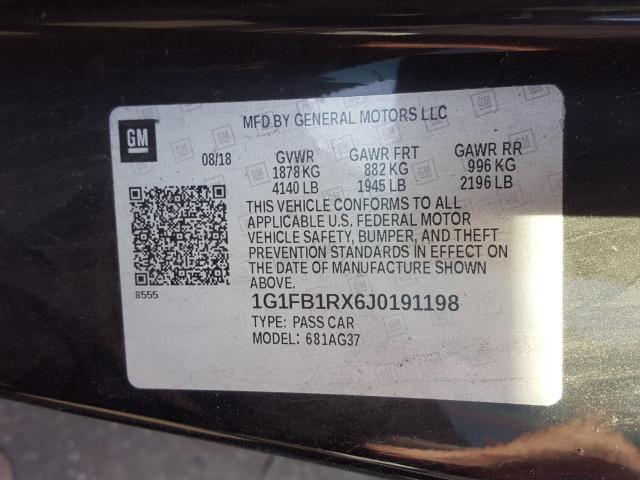 MFD BY GENERAL MOTORS LLC
GM
08/18 GVWR GAWR FRT GAWR RR
1878 KG 882 KG 996 KG
4140 LB 1945 LB 2196 LB
THIS VEHICLE CONFORMS TO ALL
APPLICABLE U.S. FEDERAL MOTOR
VEHICLE SAFETY, BUMPER, AND THEFT
PREVENTION STANDARDS IN EFFECT ON
THE DATE OF MANUFACTURE SHOWN
ABOVE.
8555
1G1FB1RX6J0191198
TYPE: PASS CAR
MODEL: 681AG37